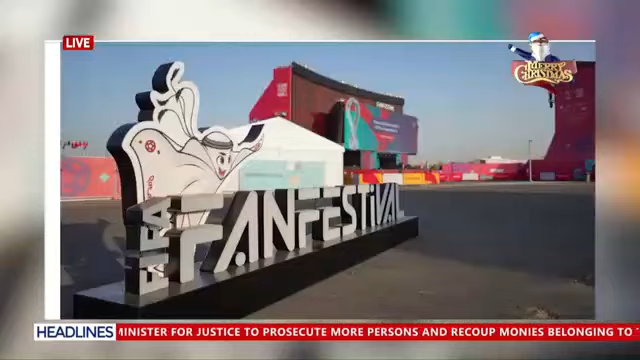 LIVE
MERRY
CHRISTMAS
FIFA
FANFESTiVAL
HEADLINES
MINISTER FOR JUSTICE TO PROSECUTE MORE PERSONS AND RECOUP MONIES BELONGING TO